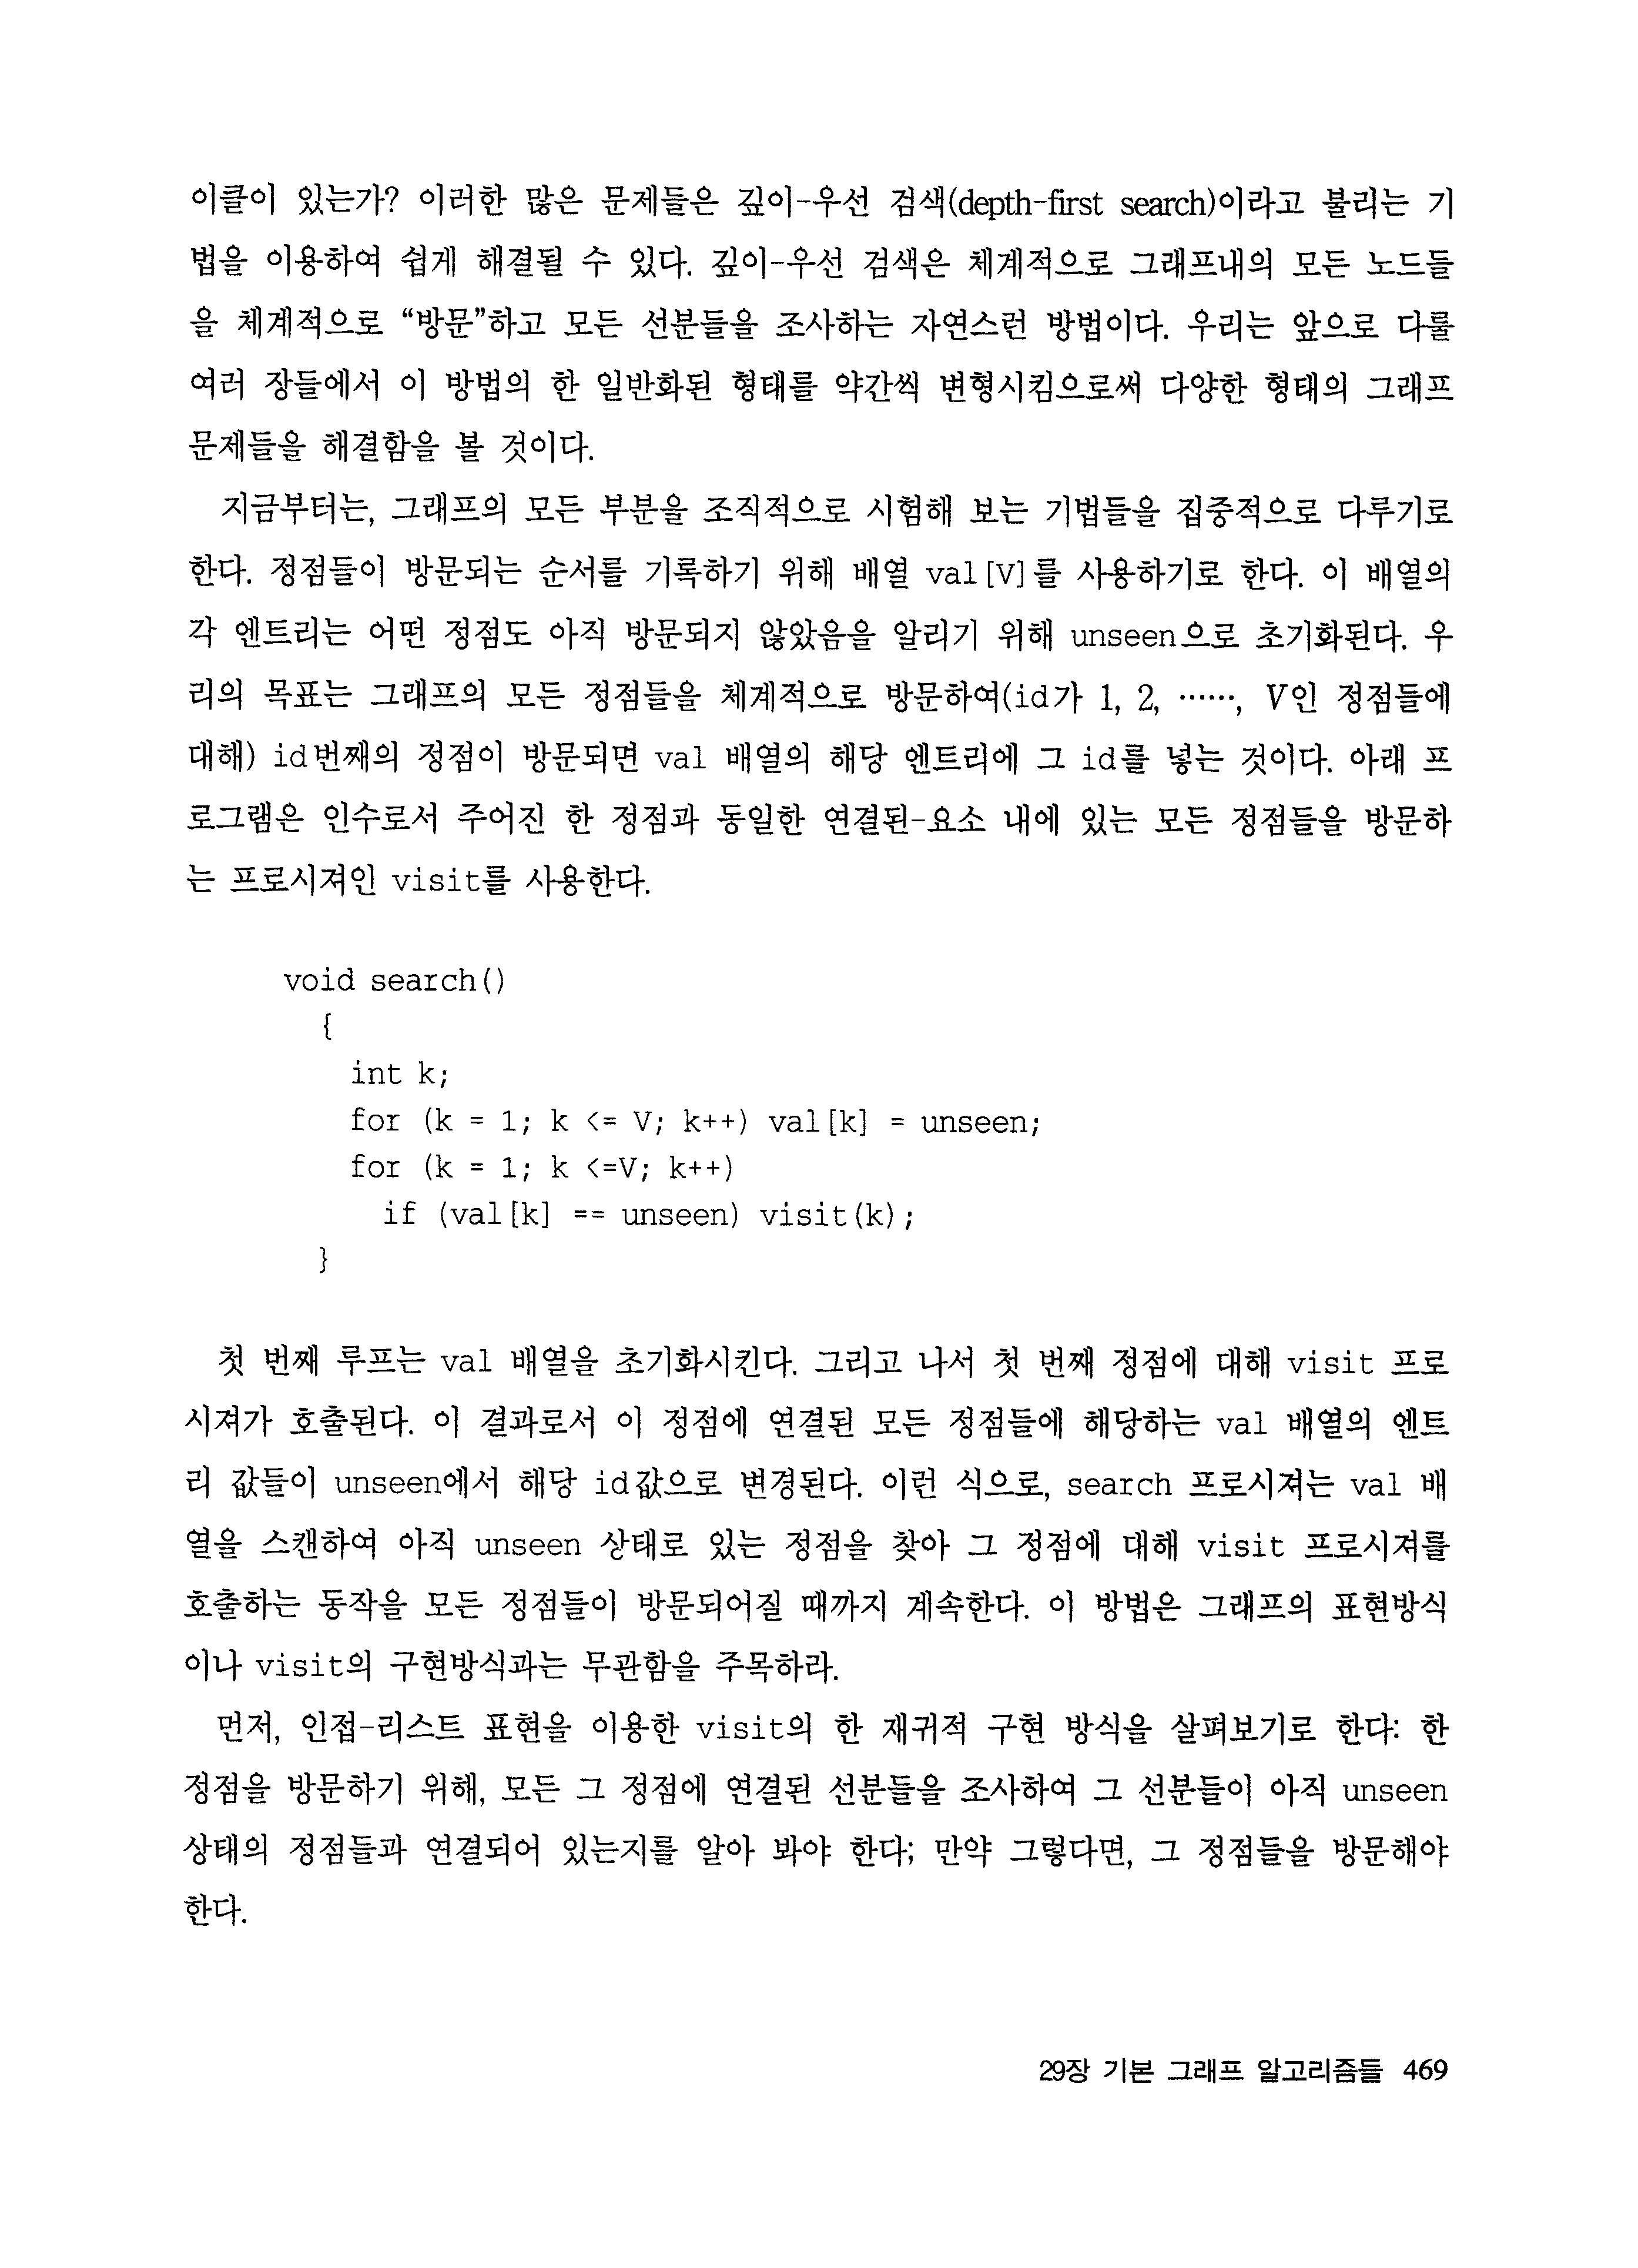 이클이 있는가? 이러한 많은 문제들은 깊이-우선 검색(depth-first search)이라고 불리는 기
법을 이용하여 쉽게 해결될 수 있다. 깊이-우선 검색은 체계적으로 그래프내의 모든 노드들
을 체계적으로 “방문”하고 모든 선분들을 조사하는 자연스런 방법이다. 우리는 앞으로 다룰
여러 장들에서 이 방법의 한 일반화된 형태를 약간씩 변형시킴으로써 다양한 형태의 그래프
문제들을 해결함을 볼 것이다.
지금부터는, 그래프의 모든 부분을 조직적으로 시험해 보는 기법들을 집중적으로 다루기로
한다. 정점들이 방문되는 순서를 기록하기 위해 배열 val[V]를 사용하기로 한다. 이 배열의
각 엔트리는 어떤 정점도 아직 방문되지 않았음을 알리기 위해 unseen으로 초기화된다. 우
리의 목표는 그래프의 모든 정점들을 체계적으로 방문하여(id가 1, 2, ……, V인 정점들에
대해) id번째의 정점이 방문되면 val 배열의 해당 엔트리에 그 id를 넣는 것이다. 아래 프
로그램은 인수로서 주어진 한 정점과 동일한 연결된-요소 내에 있는 모든 정점들을 방문하
는 프로시져인 visit를 사용한다.
void search()
{
int k;
for (k = 1; k <= V; k++) val[k] = unseen;
for (k = 1; k <=V; k++)
if (val[k] == unseen) visit(k);
}
첫 번째 루프는 val 배열을 초기화시킨다. 그리고 나서 첫 번째 정점에 대해 visit 프로
시져가 호출된다. 이 결과로서 이 정점에 연결된 모든 정점들에 해당하는 val 배열의 엔트
리 값들이 unseen에서 해당 id값으로 변경된다. 이런 식으로, search 프로시져는 val 배
열을 스캔하여 아직 unseen 상태로 있는 정점을 찾아 그 정점에 대해 visit 프로시져를
호출하는 동작을 모든 정점들이 방문되어질 때까지 계속한다. 이 방법은 그래프의 표현방식
이나 visit의 구현방식과는 무관함을 주목하라.
먼저, 인접-리스트 표현을 이용한 visit의 한 재귀적 구현 방식을 살펴보기로 한다: 한
정점을 방문하기 위해, 모든 그 정점에 연결된 선분들을 조사하여 그 선분들이 아직 unseen
상태의 정점들과 연결되어 있는지를 알아 봐야 한다; 만약 그렇다면, 그 정점들을 방문해야
한다.
29장 기본 그래프 알고리즘들 469